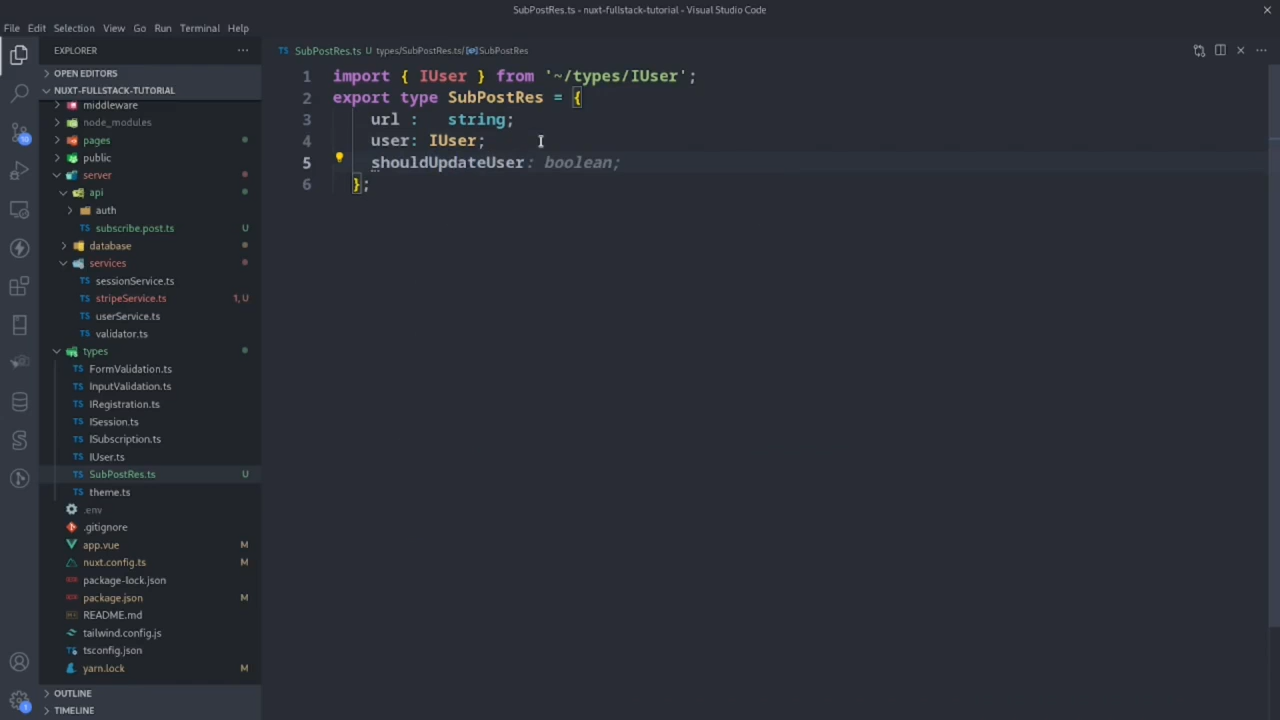 SubPostRes.ts - nuxt-fullstack-tutorial - Visual Studio Code
File Edit Selection View Go Run Terminal Help
EXPLORER
OPEN EDITORS
NUXT-FULLSTACK-TUTORIAL
middleware
node_modules
pages
public
server
api
auth
subscribe.post.ts U
database
services
sessionService.ts
stripeService.ts 1, U
userService.ts
validator.ts
types
FormValidation.ts
InputValidation.ts
IRegistration.ts
ISession.ts
ISubscription.ts
IUser.ts
SubPostRes.ts U
theme.ts
.env
.gitignore
app.vue M
nuxt.config.ts M
package-lock.json
package.json M
README.md
tailwind.config.js
tsconfig.json
yarn.lock M
OUTLINE
TIMELINE
10
1
TS SubPostRes.ts U types/SubPostRes.ts/SubPostRes
1 import { IUser } from '~/types/IUser';
2 export type SubPostRes = {
3 url :   string;
4 user: IUser;
5 shouldUpdateUser: boolean;
6 };